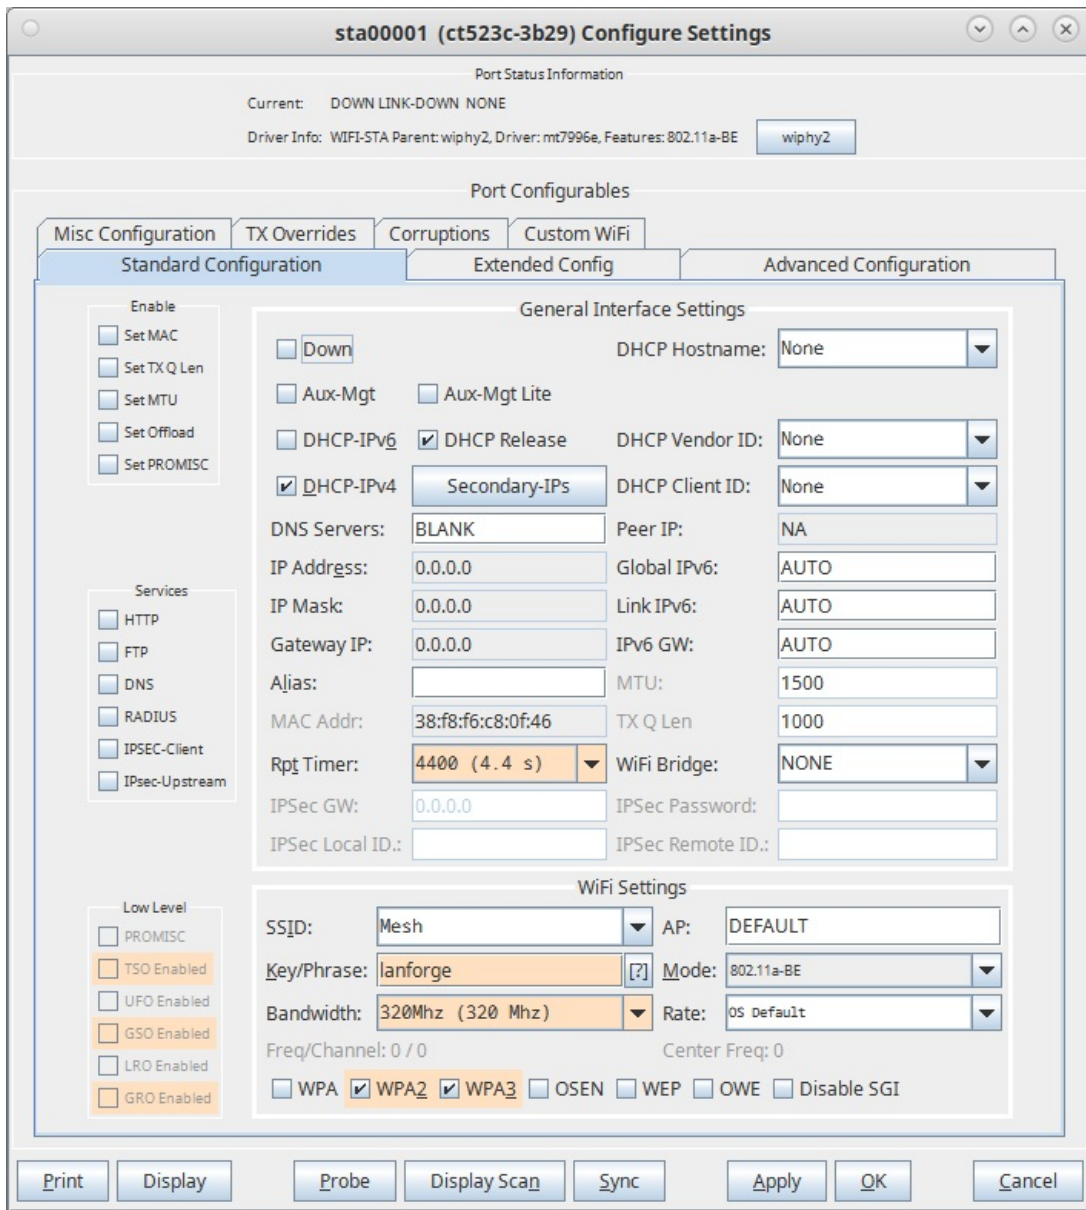 sta00001 (ct523c-3b29) Configure Settings
Port Status Information
Current: DOWN LINK-DOWN NONE
Driver Info: WIFI-STA Parent: wiphy2, Driver: mt7996e, Features: 802.11a-BE wiphy2
Port Configurables
Misc Configuration TX Overrides Corruptions Custom WiFi
Standard Configuration Extended Config Advanced Configuration
Enable
Set MAC
Set TX Q Len
Set MTU
Set Offload
Set PROMISC
Services
HTTP
FTP
DNS
RADIUS
IPSEC-Client
IPsec-Upstream
Low Level
PROMISC
TSO Enabled
UFO Enabled
GSO Enabled
LRO Enabled
GRO Enabled
General Interface Settings
Down DHCP Hostname: None
Aux-Mgt Aux-Mgt Lite
DHCP-IPv6 DHCP Release DHCP Vendor ID: None
DHCP-IPv4 Secondary-IPs DHCP Client ID: None
DNS Servers: BLANK Peer IP: NA
IP Address: 0.0.0.0 Global IPv6: AUTO
IP Mask: 0.0.0.0 Link IPv6: AUTO
Gateway IP: 0.0.0.0 IPv6 GW: AUTO
Alias: MTU: 1500
MAC Addr: 38:f8:f6:c8:0f:46 TX Q Len 1000
Rpt Timer: 4400 (4.4 s) WiFi Bridge: NONE
IPSec GW: 0.0.0.0 IPSec Password:
IPSec Local ID.: IPSec Remote ID.:
WiFi Settings
SSID: Mesh AP: DEFAULT
Key/Phrase: lanforge [?] Mode: 802.11a-BE
Bandwidth: 320Mhz (320 Mhz) Rate: OS Default
Freq/Channel: 0 / 0 Center Freq: 0
WPA WPA2 WPA3 OSEN WEP OWE Disable SGI
Print Display Probe Display Scan Sync Apply OK Cancel